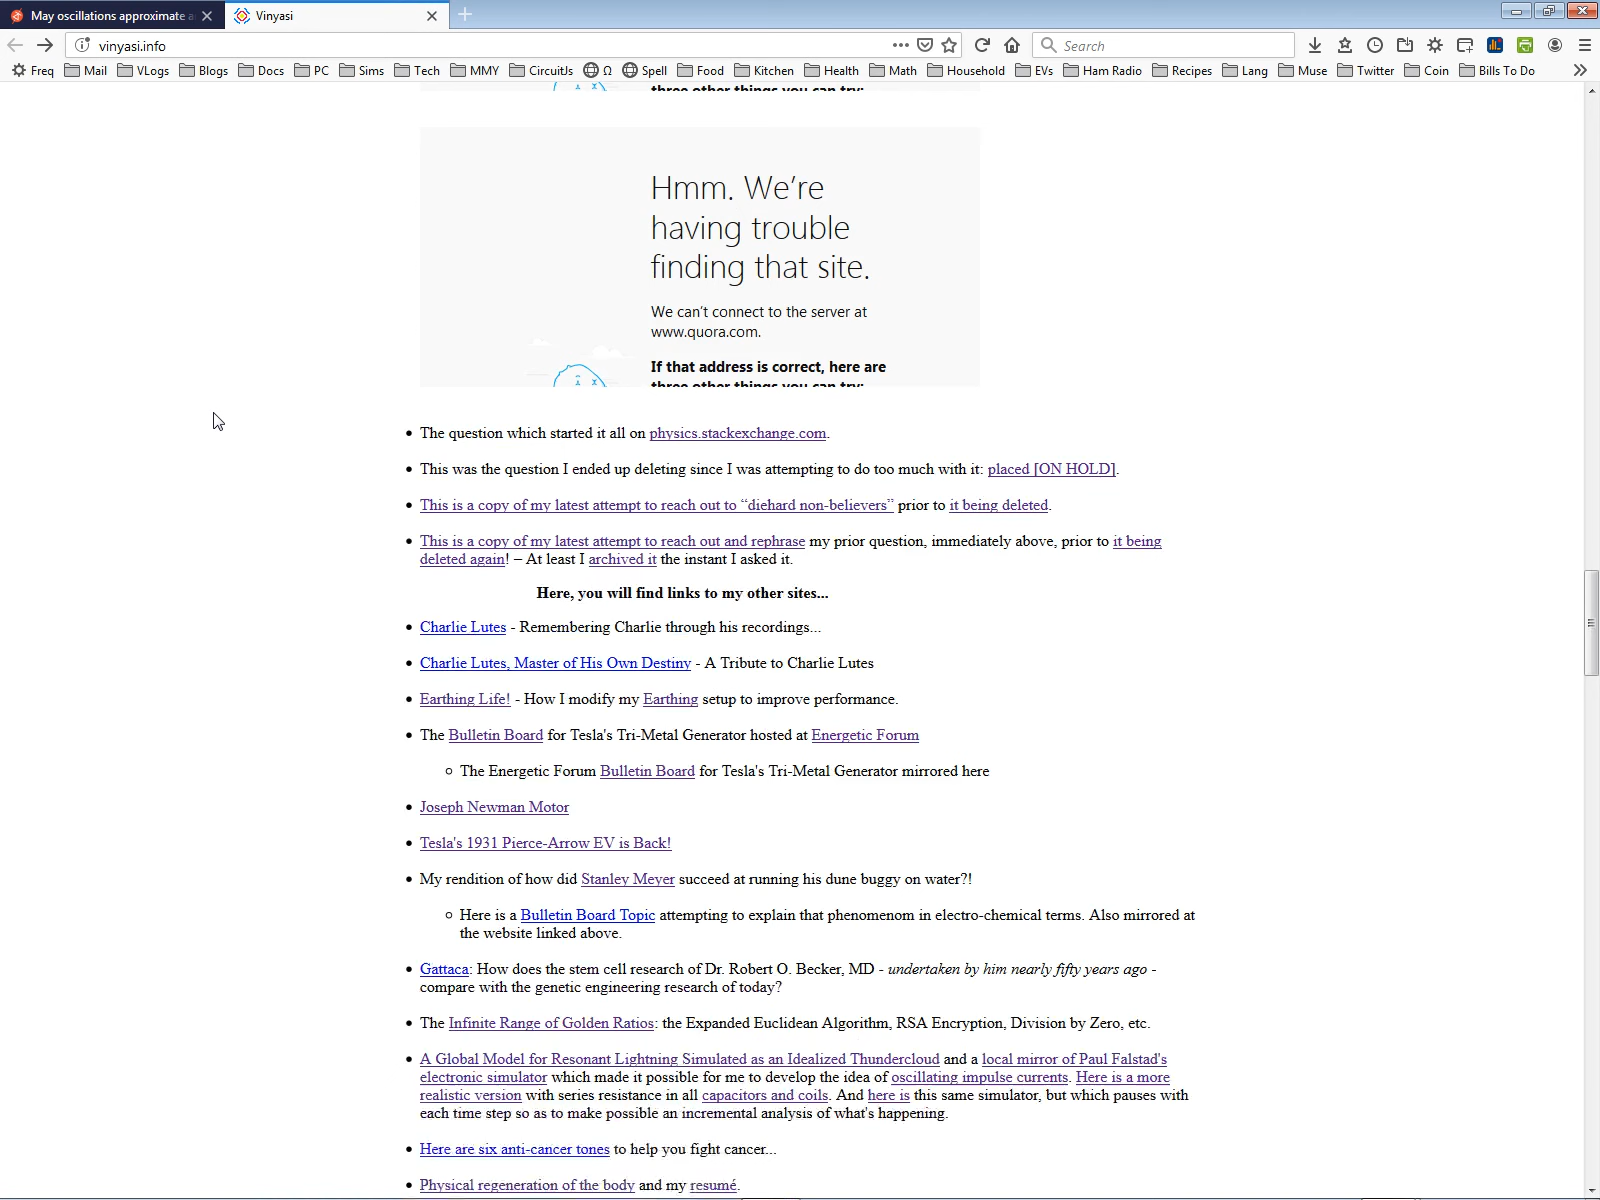 May oscillations approximate a
Vinyasi
vinyasi.info
Search
Freq Mail VLogs Blogs Docs PC Sims Tech MMY CircuitJs Ω Spell Food Kitchen Health Math Household EVs Ham Radio Recipes Lang Muse Twitter Coin Bills To Do
three other things you can try:
Hmm. We're
having trouble
finding that site.
We can't connect to the server at
www.quora.com.
If that address is correct, here are
three other things you can try:
• The question which started it all on physics.stackexchange.com.
• This was the question I ended up deleting since I was attempting to do too much with it: placed [ON HOLD].
• This is a copy of my latest attempt to reach out to “diehard non-believers” prior to it being deleted.
• This is a copy of my latest attempt to reach out and rephrase my prior question, immediately above, prior to it being
deleted again! – At least I archived it the instant I asked it.
Here, you will find links to my other sites...
• Charlie Lutes - Remembering Charlie through his recordings...
• Charlie Lutes, Master of His Own Destiny - A Tribute to Charlie Lutes
• Earthing Life! - How I modify my Earthing setup to improve performance.
• The Bulletin Board for Tesla's Tri-Metal Generator hosted at Energetic Forum
◦ The Energetic Forum Bulletin Board for Tesla's Tri-Metal Generator mirrored here
• Joseph Newman Motor
• Tesla's 1931 Pierce-Arrow EV is Back!
• My rendition of how did Stanley Meyer succeed at running his dune buggy on water?!
◦ Here is a Bulletin Board Topic attempting to explain that phenomenom in electro-chemical terms. Also mirrored at
the website linked above.
• Gattaca: How does the stem cell research of Dr. Robert O. Becker, MD - undertaken by him nearly fifty years ago -
compare with the genetic engineering research of today?
• The Infinite Range of Golden Ratios: the Expanded Euclidean Algorithm, RSA Encryption, Division by Zero, etc.
• A Global Model for Resonant Lightning Simulated as an Idealized Thundercloud and a local mirror of Paul Falstad's
electronic simulator which made it possible for me to develop the idea of oscillating impulse currents. Here is a more
realistic version with series resistance in all capacitors and coils. And here is this same simulator, but which pauses with
each time step so as to make possible an incremental analysis of what's happening.
• Here are six anti-cancer tones to help you fight cancer...
• Physical regeneration of the body and my resumé.